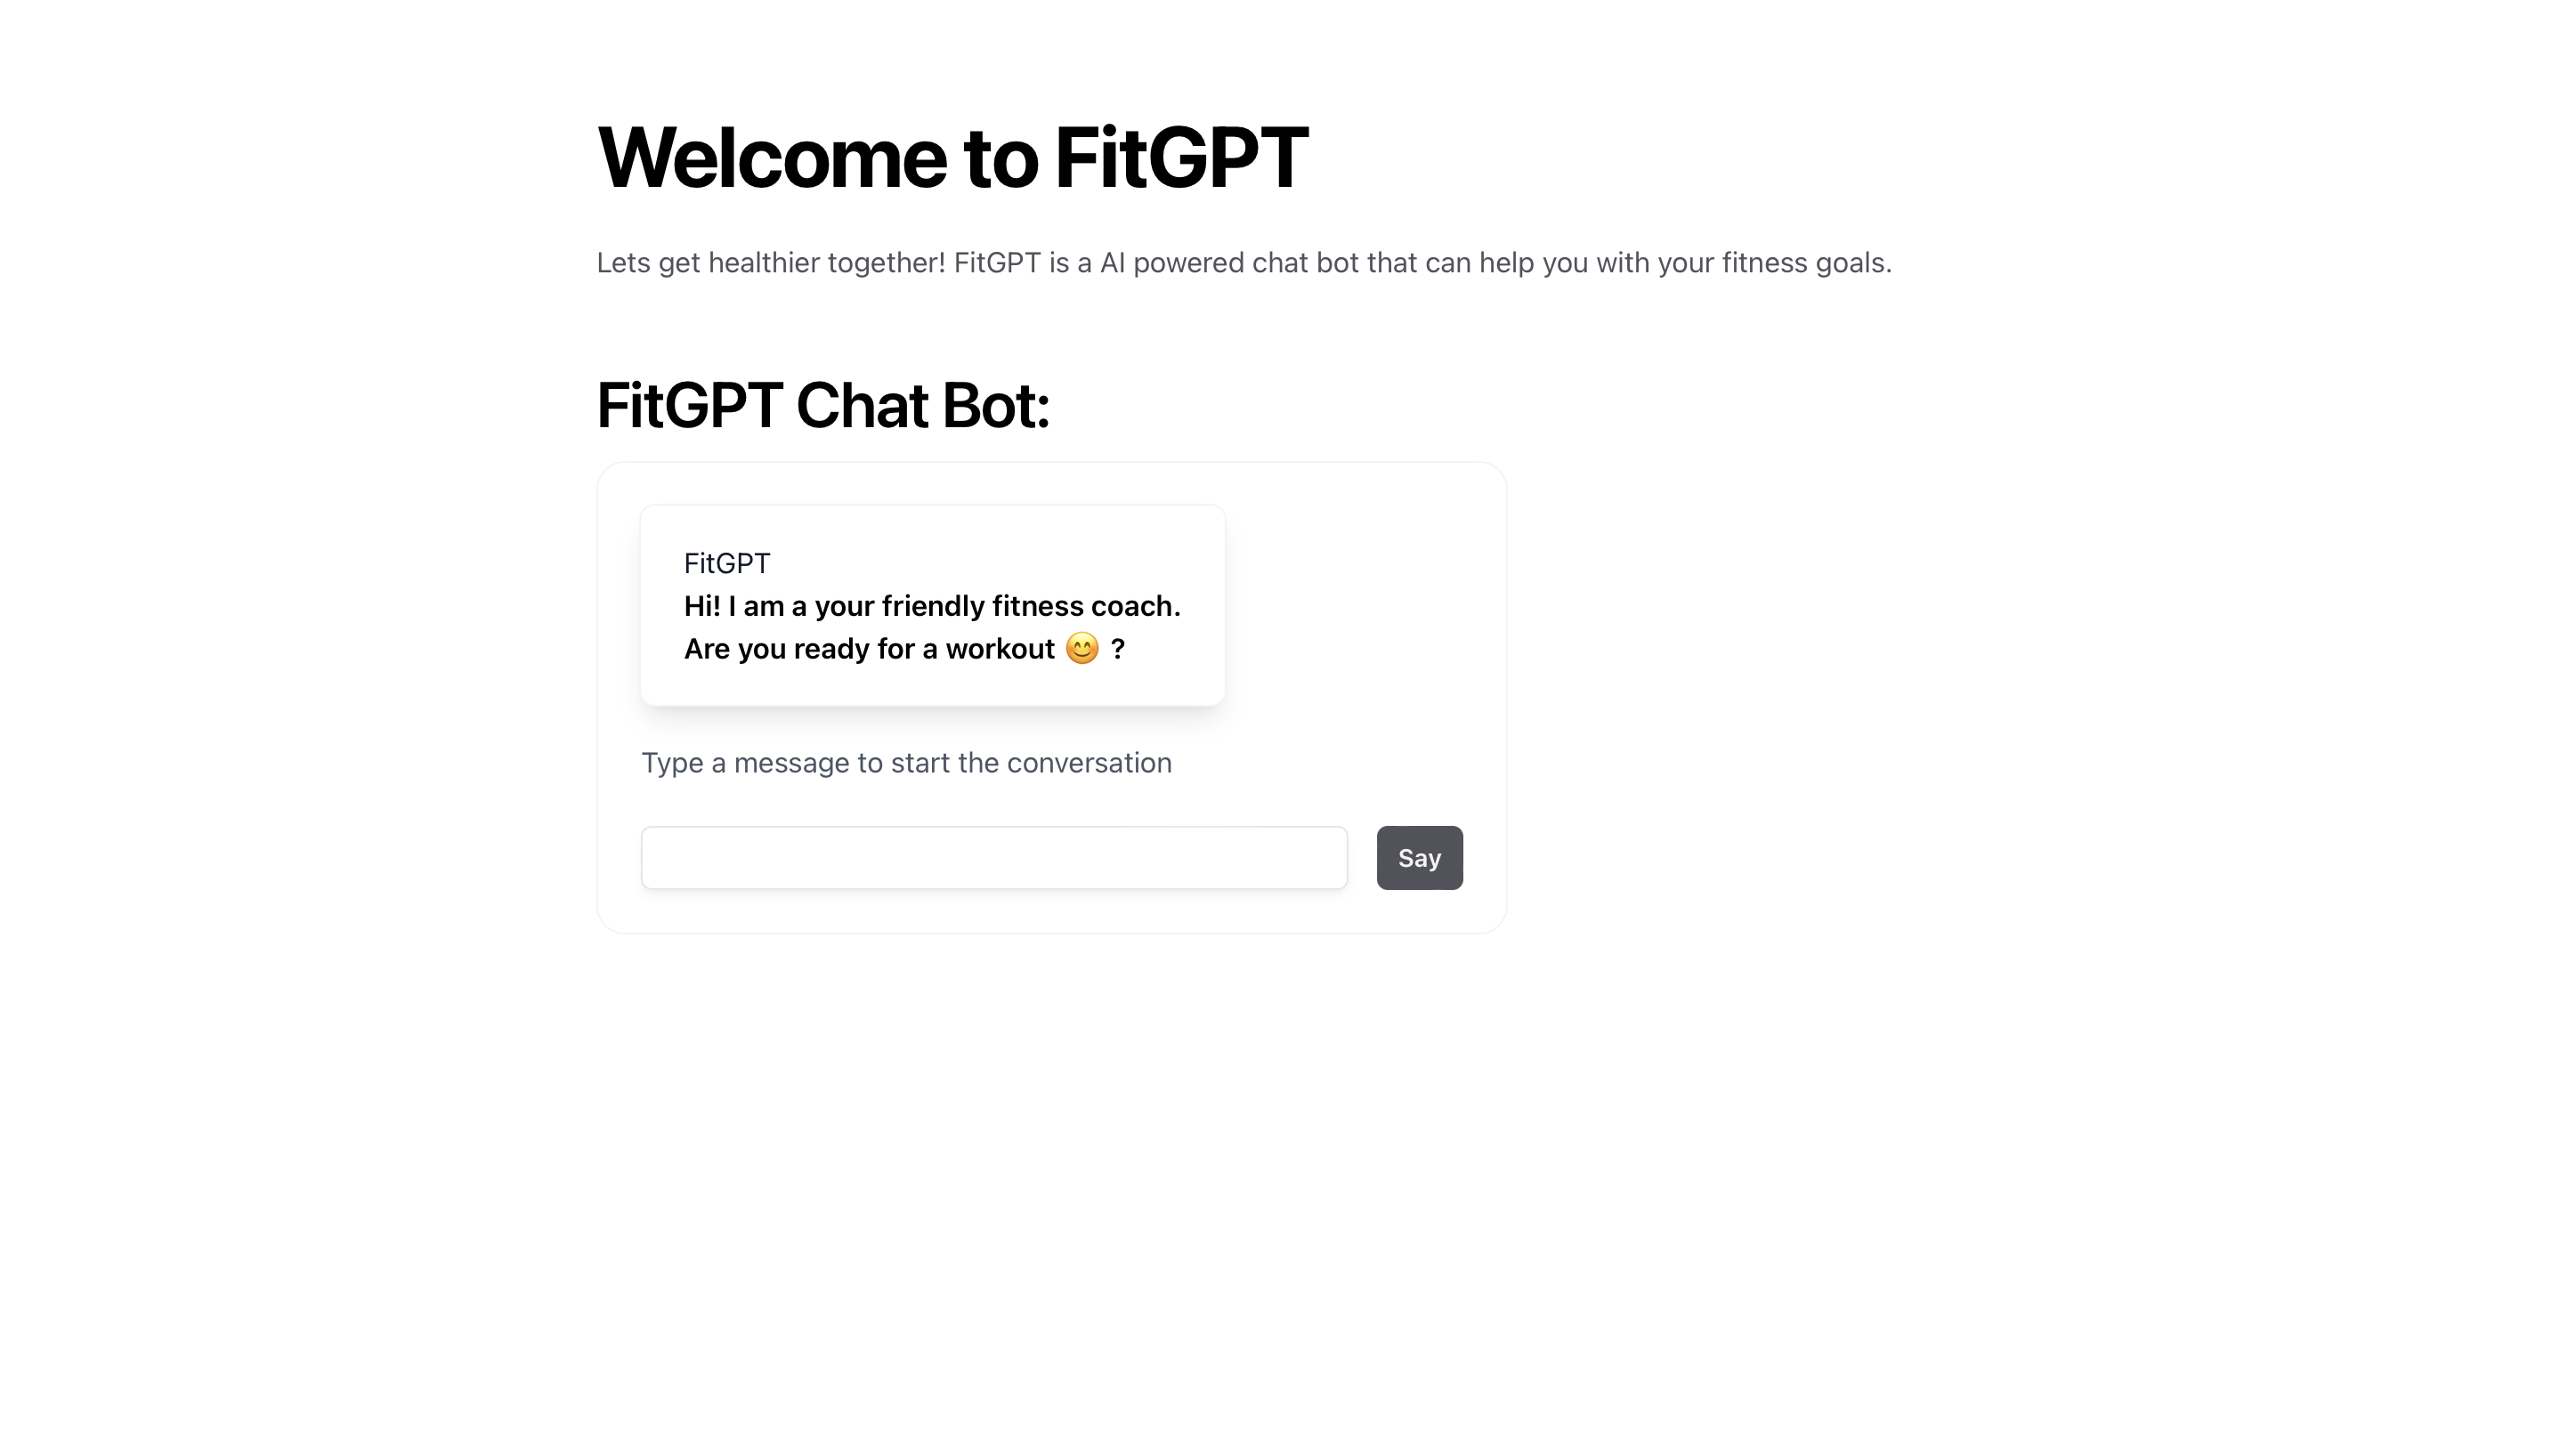 Welcome to FitGPT
Lets get healthier together! FitGPT is a AI powered chat bot that can help you with your fitness goals.
FitGPT Chat Bot:
FitGPT
Hi! I am a your friendly fitness coach.
Are you ready for a workout 😊 ?
Type a message to start the conversation
Say